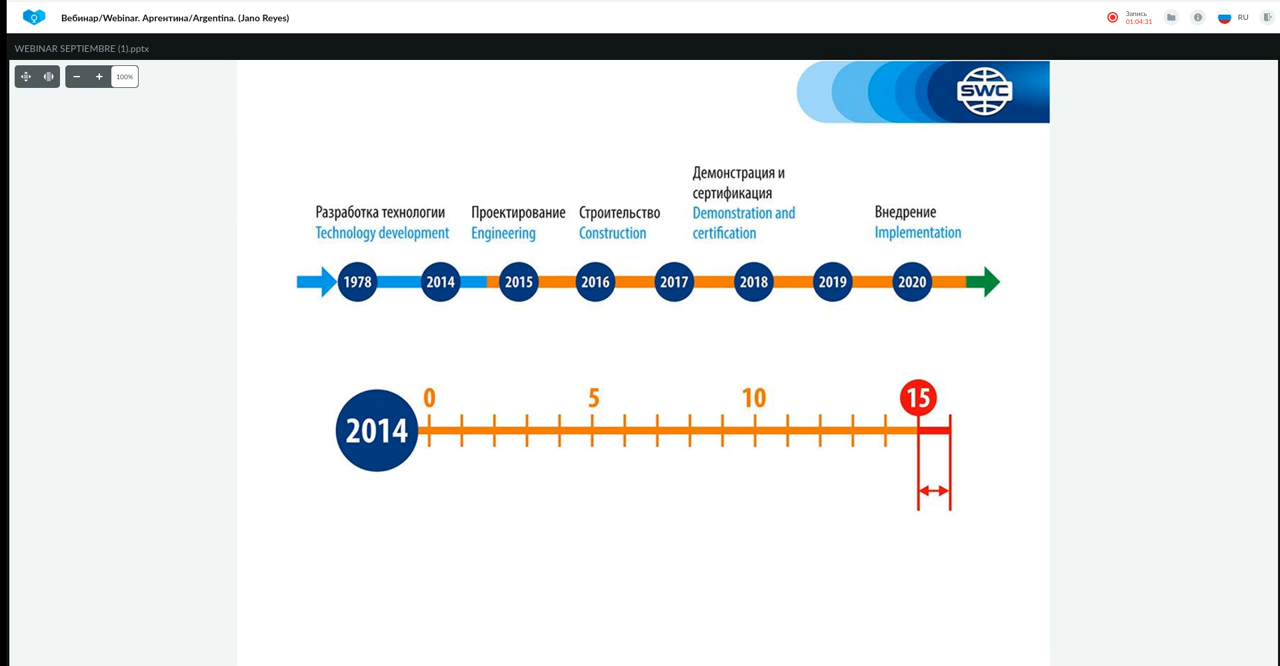 Вебинар/Webinar. Аргентина/Argentina. (Jano Reyes)
Запись
01:04:31
RU
WEBINAR SEPTIEMBRE (1).pptx
100%
SWC
Разработка технологии
Technology development
Проектирование
Engineering
Строительство
Construction
Демонстрация и
сертификация
Demonstration and
certification
Внедрение
Implementation
1978 2014 2015 2016 2017 2018 2019 2020
0 5 10 15
2014